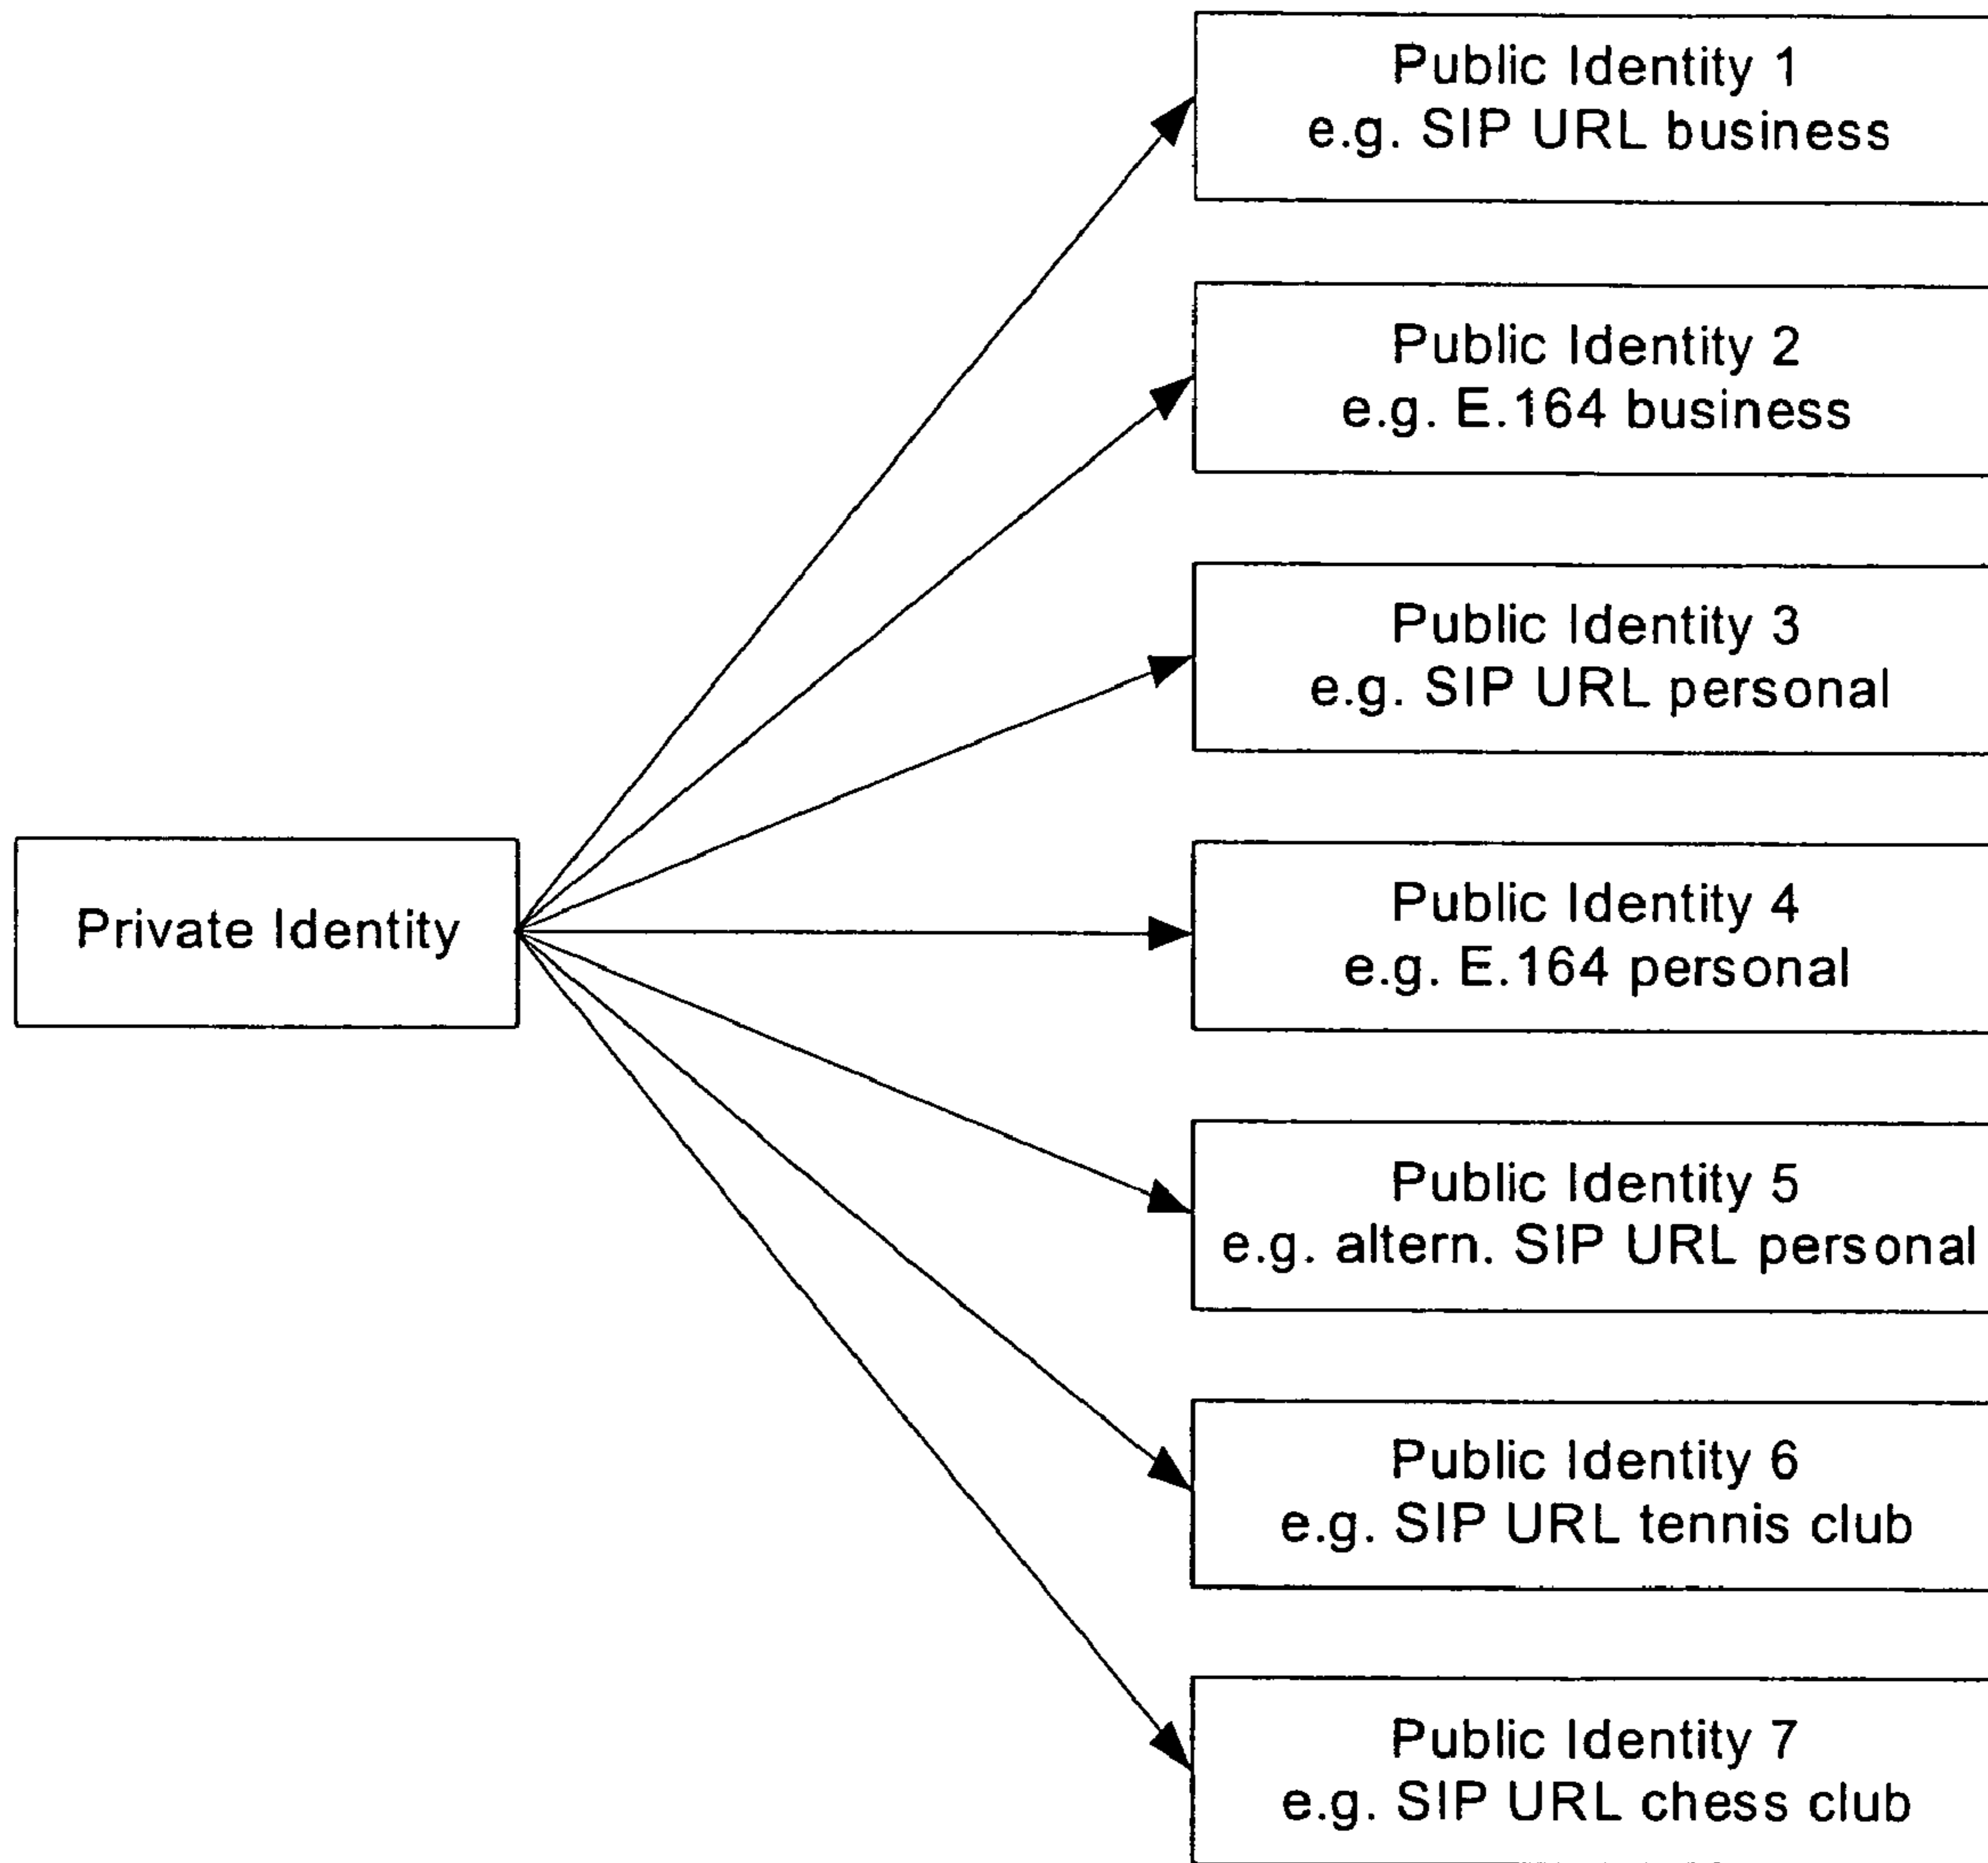 Public Identity 1
e.g. SIP URL business
Public Identity 2
e.g. E.164 business
Public Identity 3
e.g. SIP URL personal
Private Identity
Public Identity 4
e.g. E.164 personal
Public Identity 5
e.g. altern. SIP URL personal
Public Identity 6
e.g. SIP URL tennis club
Public Identity 7
e.g. SIP URL chess club